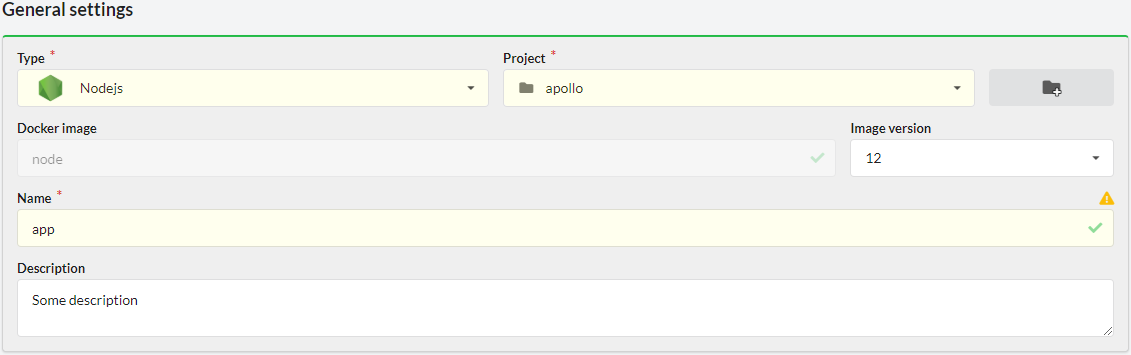 General settings
Type *
Project *
Nodejs
apollo
Docker image
Image version
node
12
Name *
app
Description
Some description